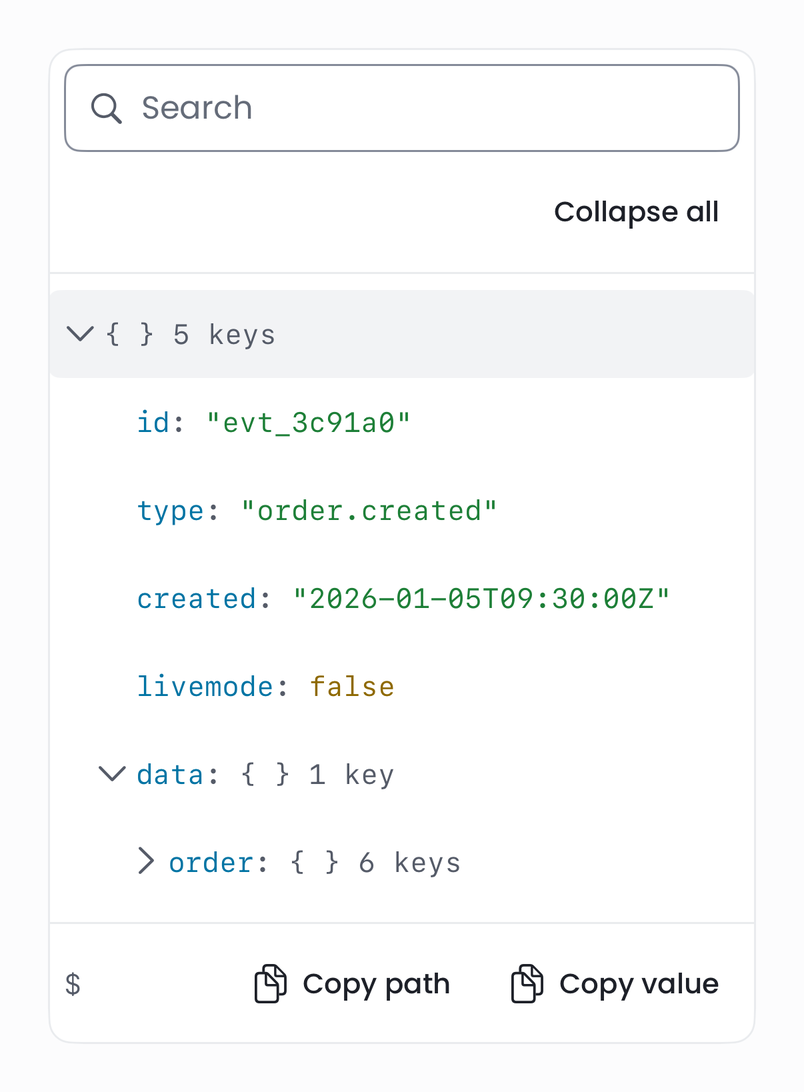 Search
Collapse all
{ } 5 keys
id: "evt_3c91a0"
type: "order.created"
created: "2026-01-05T09:30:00Z"
livemode: false
data: { } 1 key
order: { } 6 keys
$ Copy path Copy value